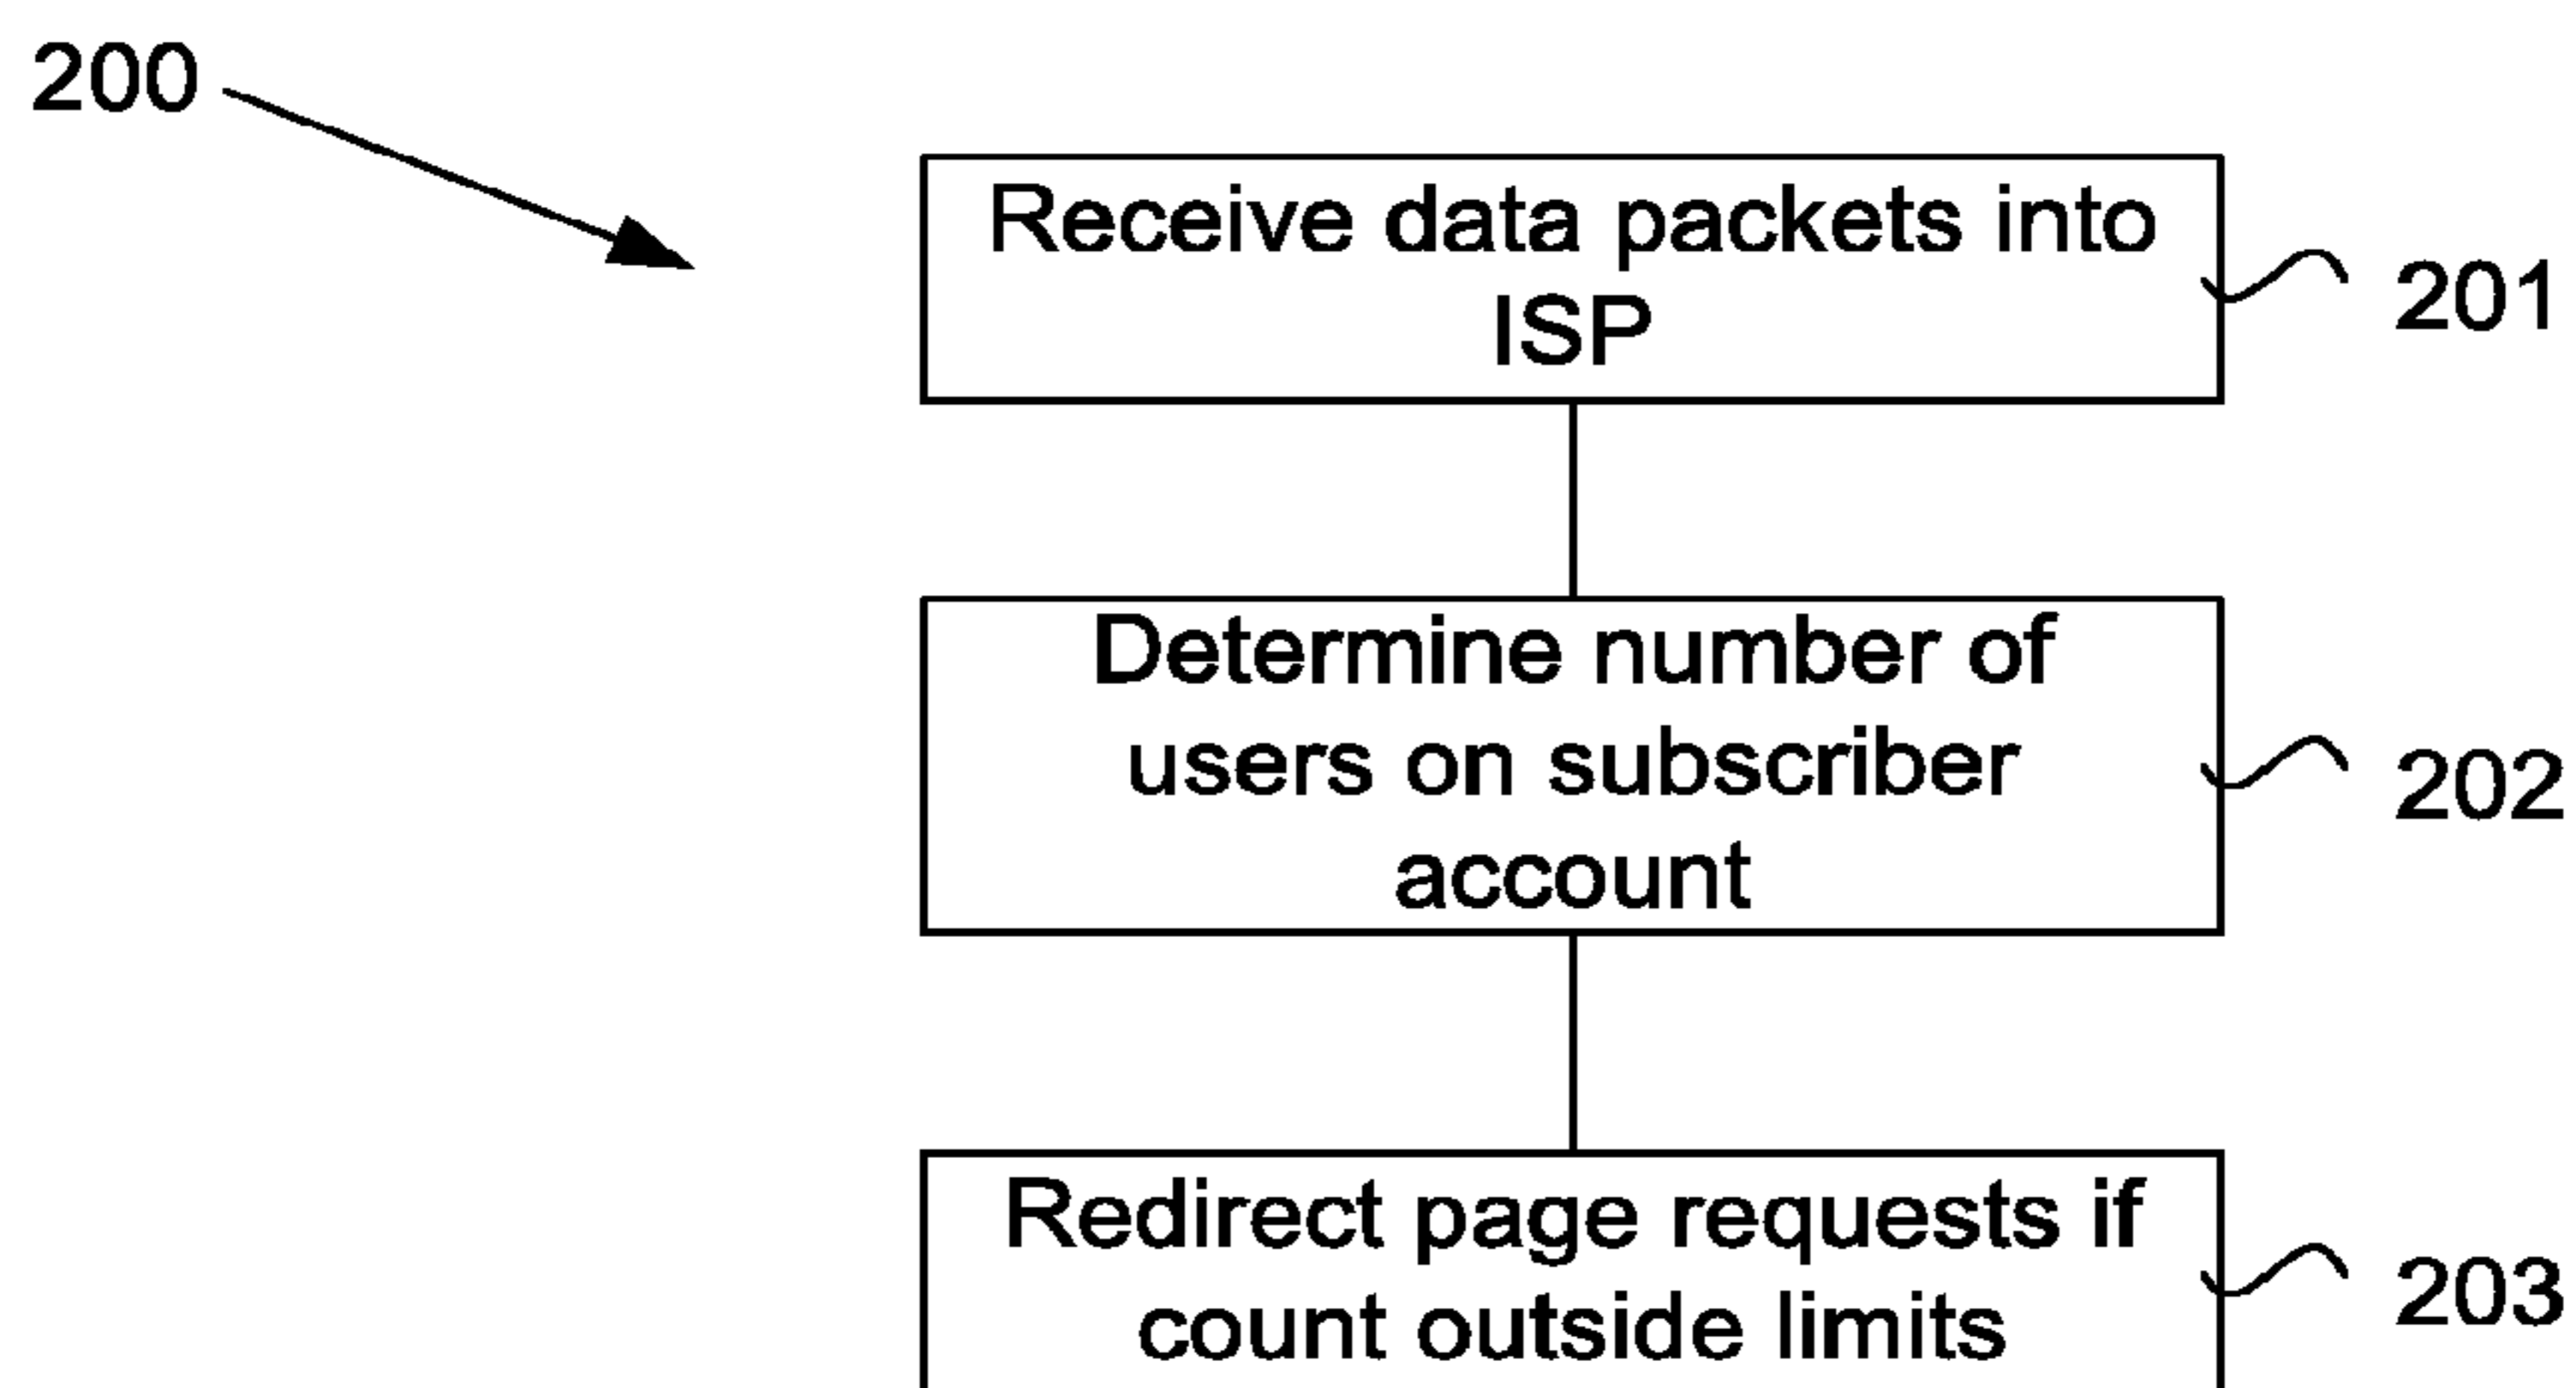 200
Receive data packets into
ISP
201
Determine number of
users on subscriber
account
202
Redirect page requests if
count outside limits
203